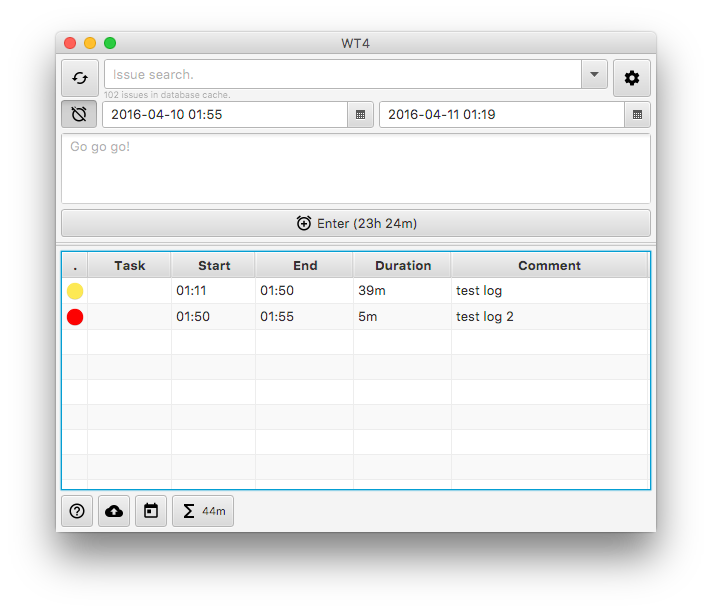 WT4
Issue search.
102 issues in database cache.
2016-04-10 01:55 2016-04-11 01:19
Go go go!
Enter (23h 24m)
. Task Start End Duration Comment
01:11 01:50 39m test log
01:50 01:55 5m test log 2
44m